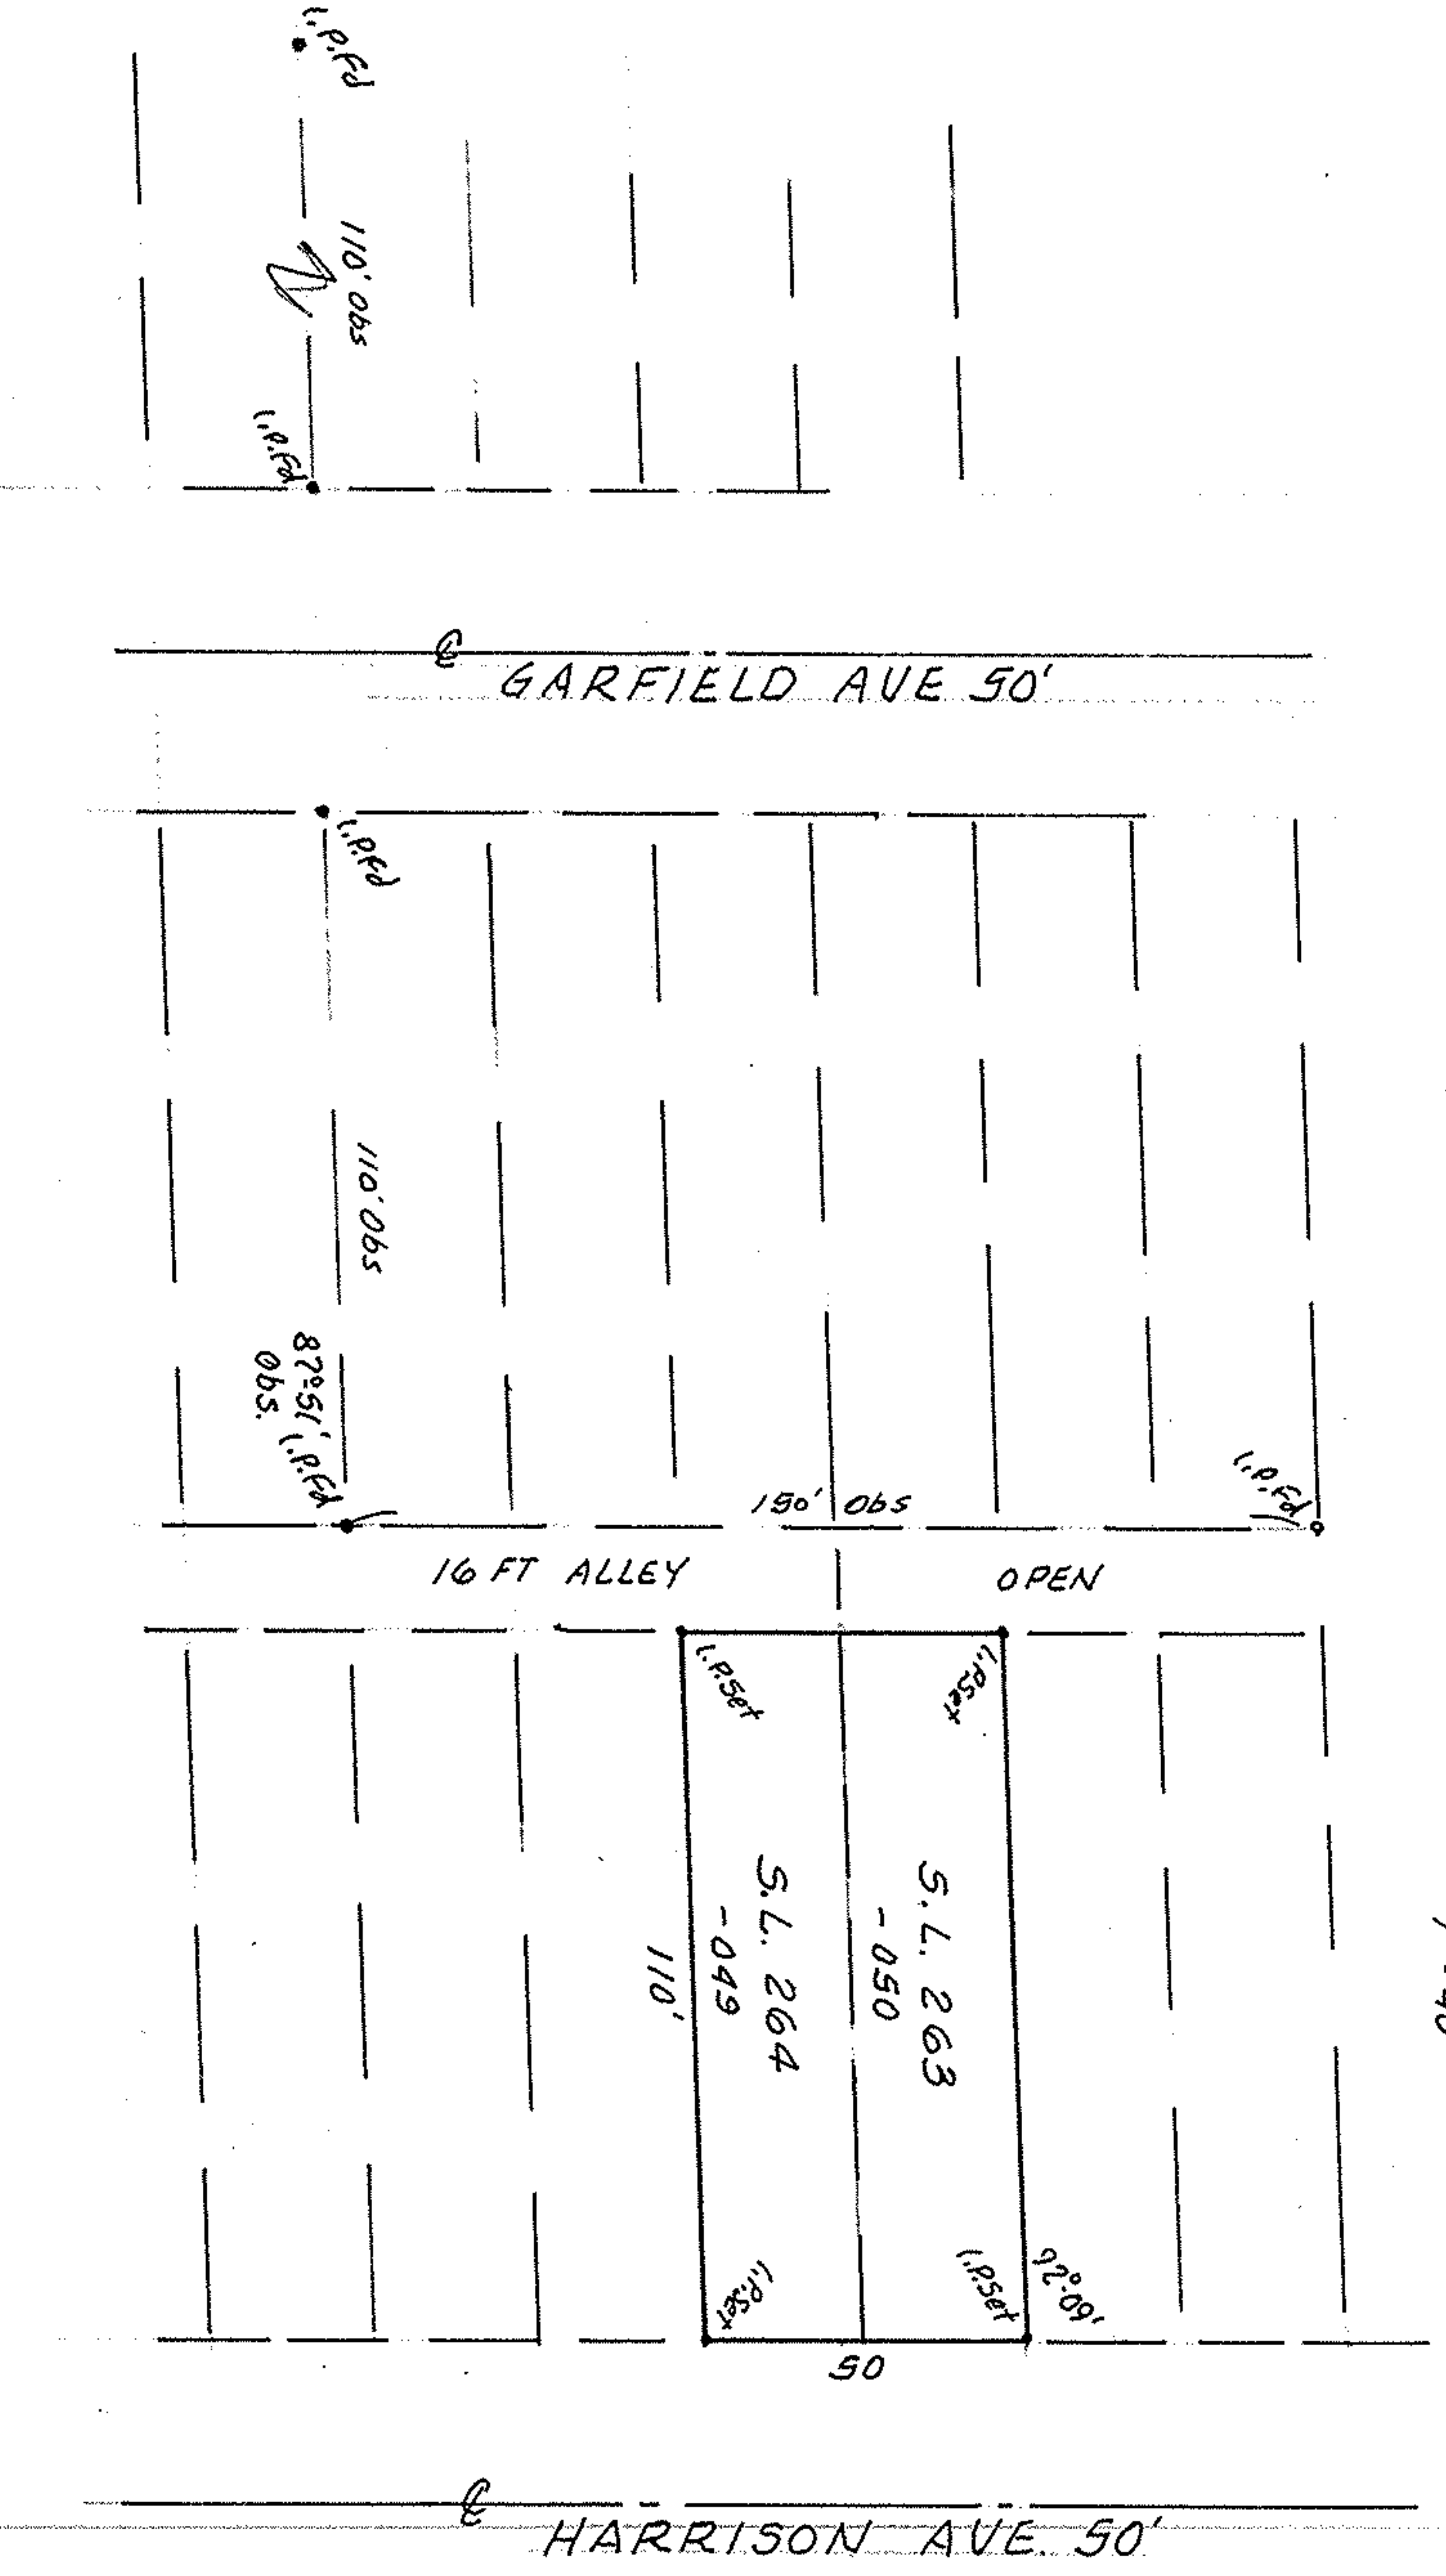 I.P.Fd
110' Obs
I.P.Fd
℄
GARFIELD AVE 50'
I.P.Fd
110' Obs
87°51'
Obs.
I.P.Fd
150' Obs
I.P.Fd
16 FT ALLEY OPEN
I.P.Set
I.P.Set
S.L. 264
-049
S.L. 263
-050
110'
I.P.Set
I.P.Set
92°-09'
50
℄
HARRISON AVE. 50'